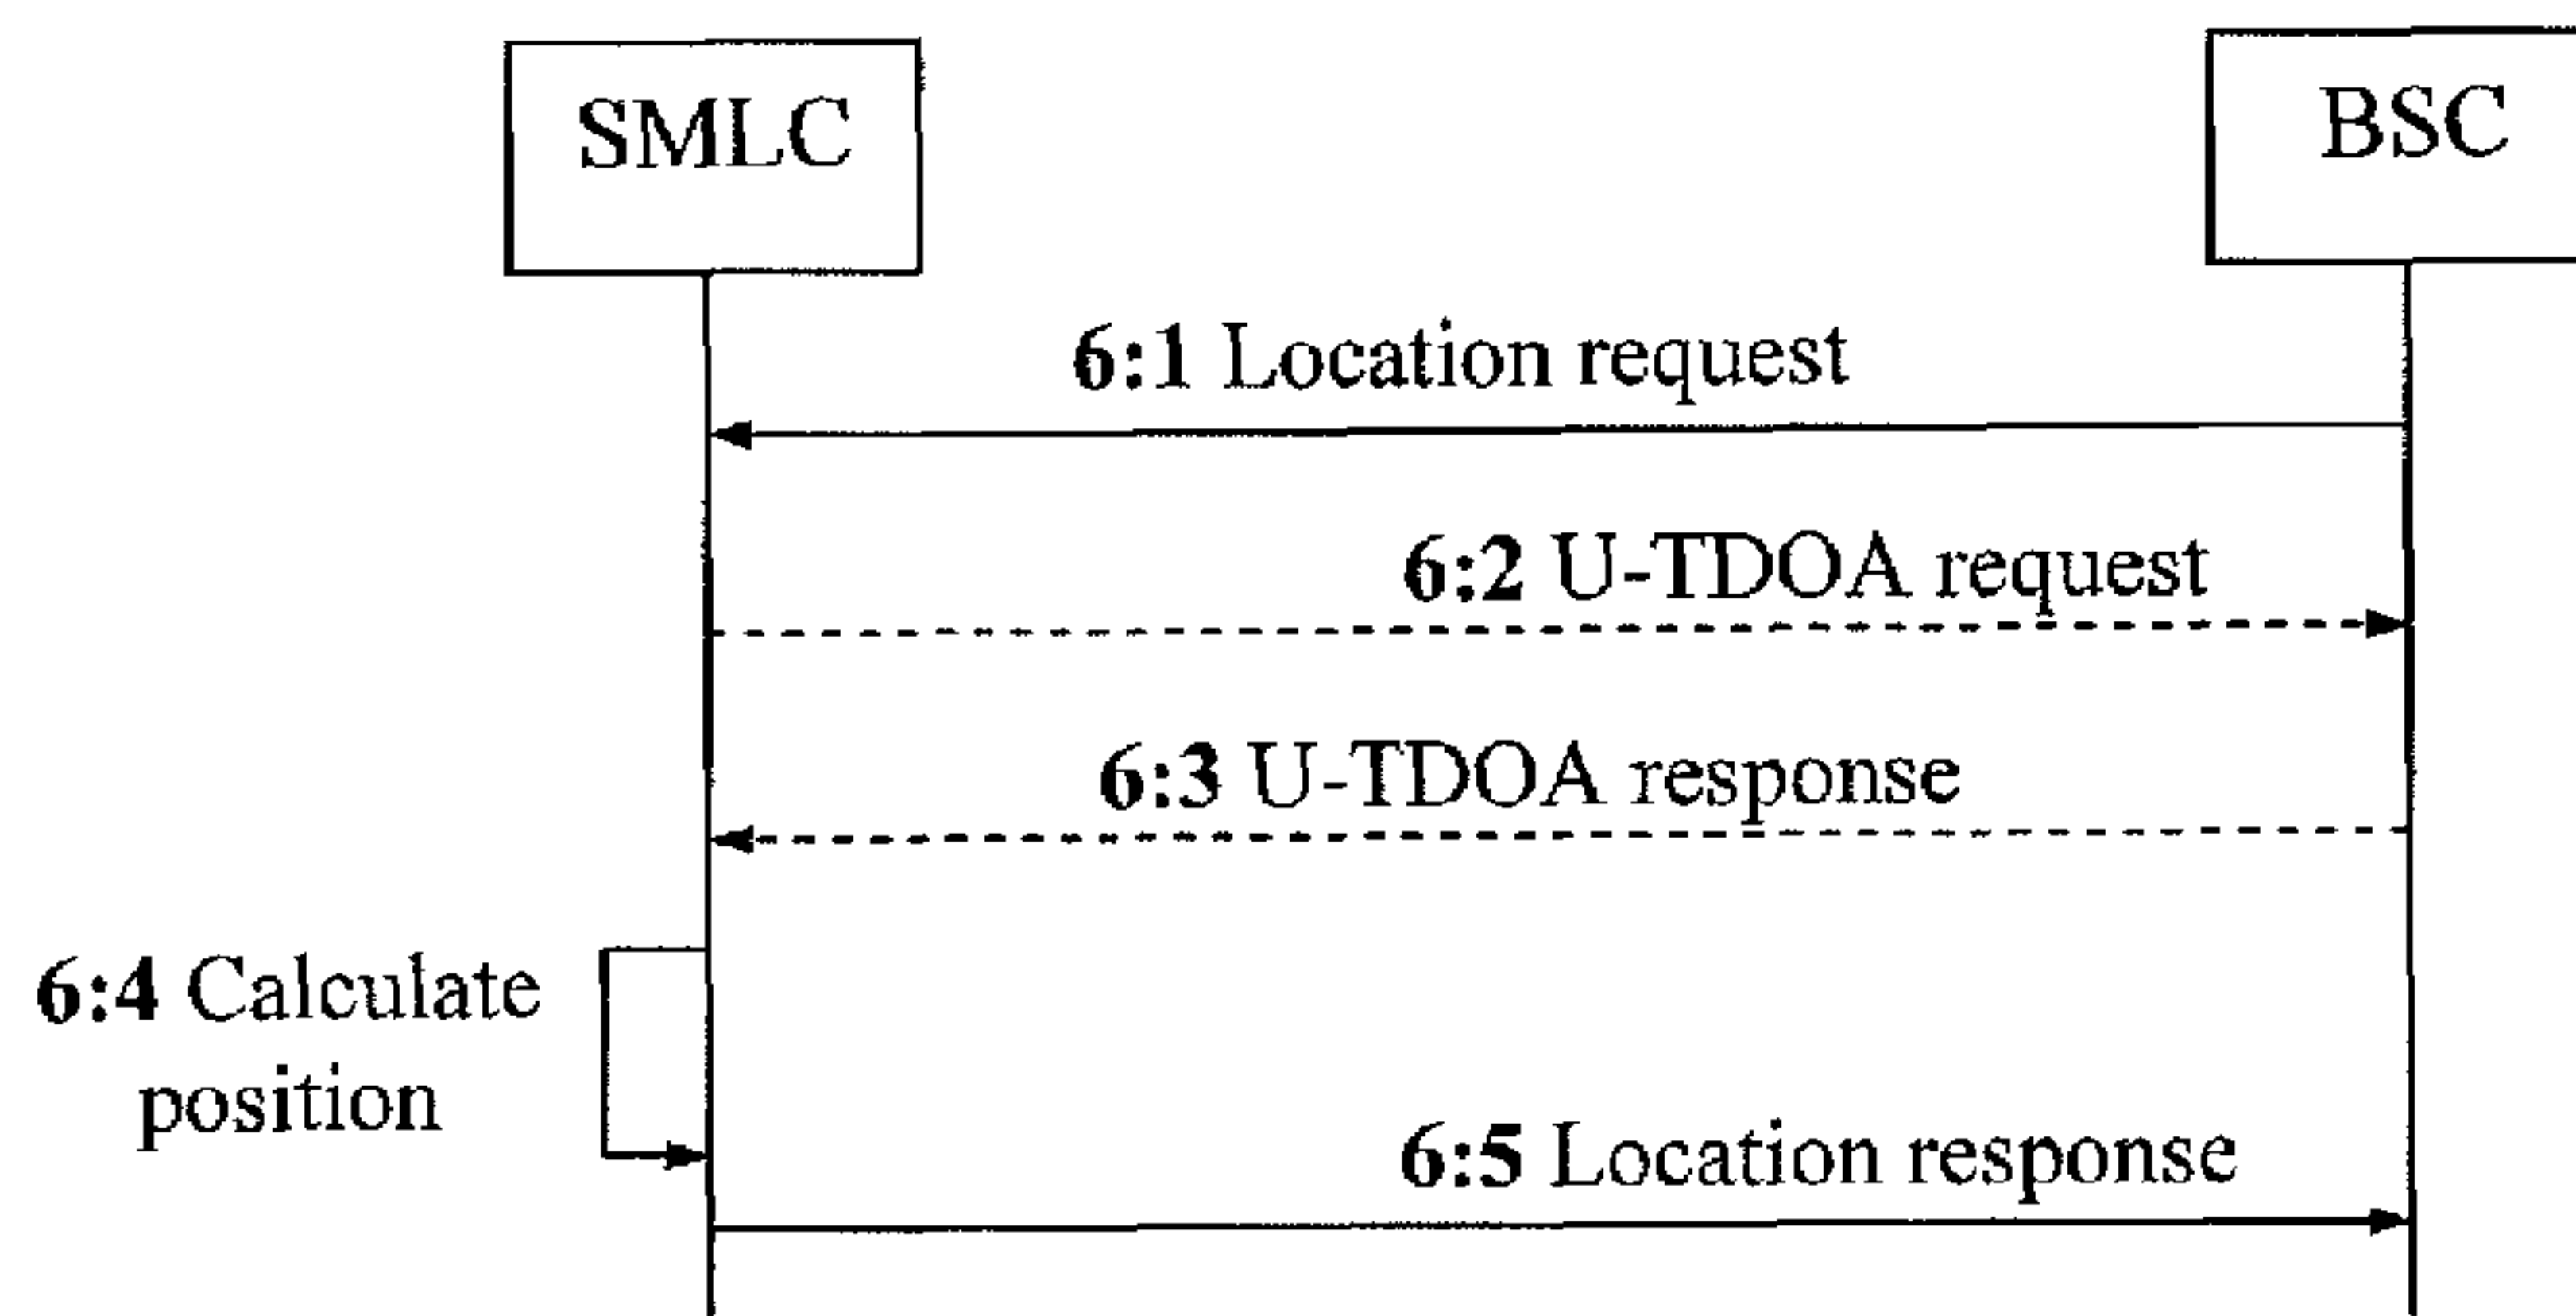 SMLC
BSC
6:1 Location request
6:2 U-TDOA request
6:3 U-TDOA response
6:4 Calculate
position
6:5 Location response